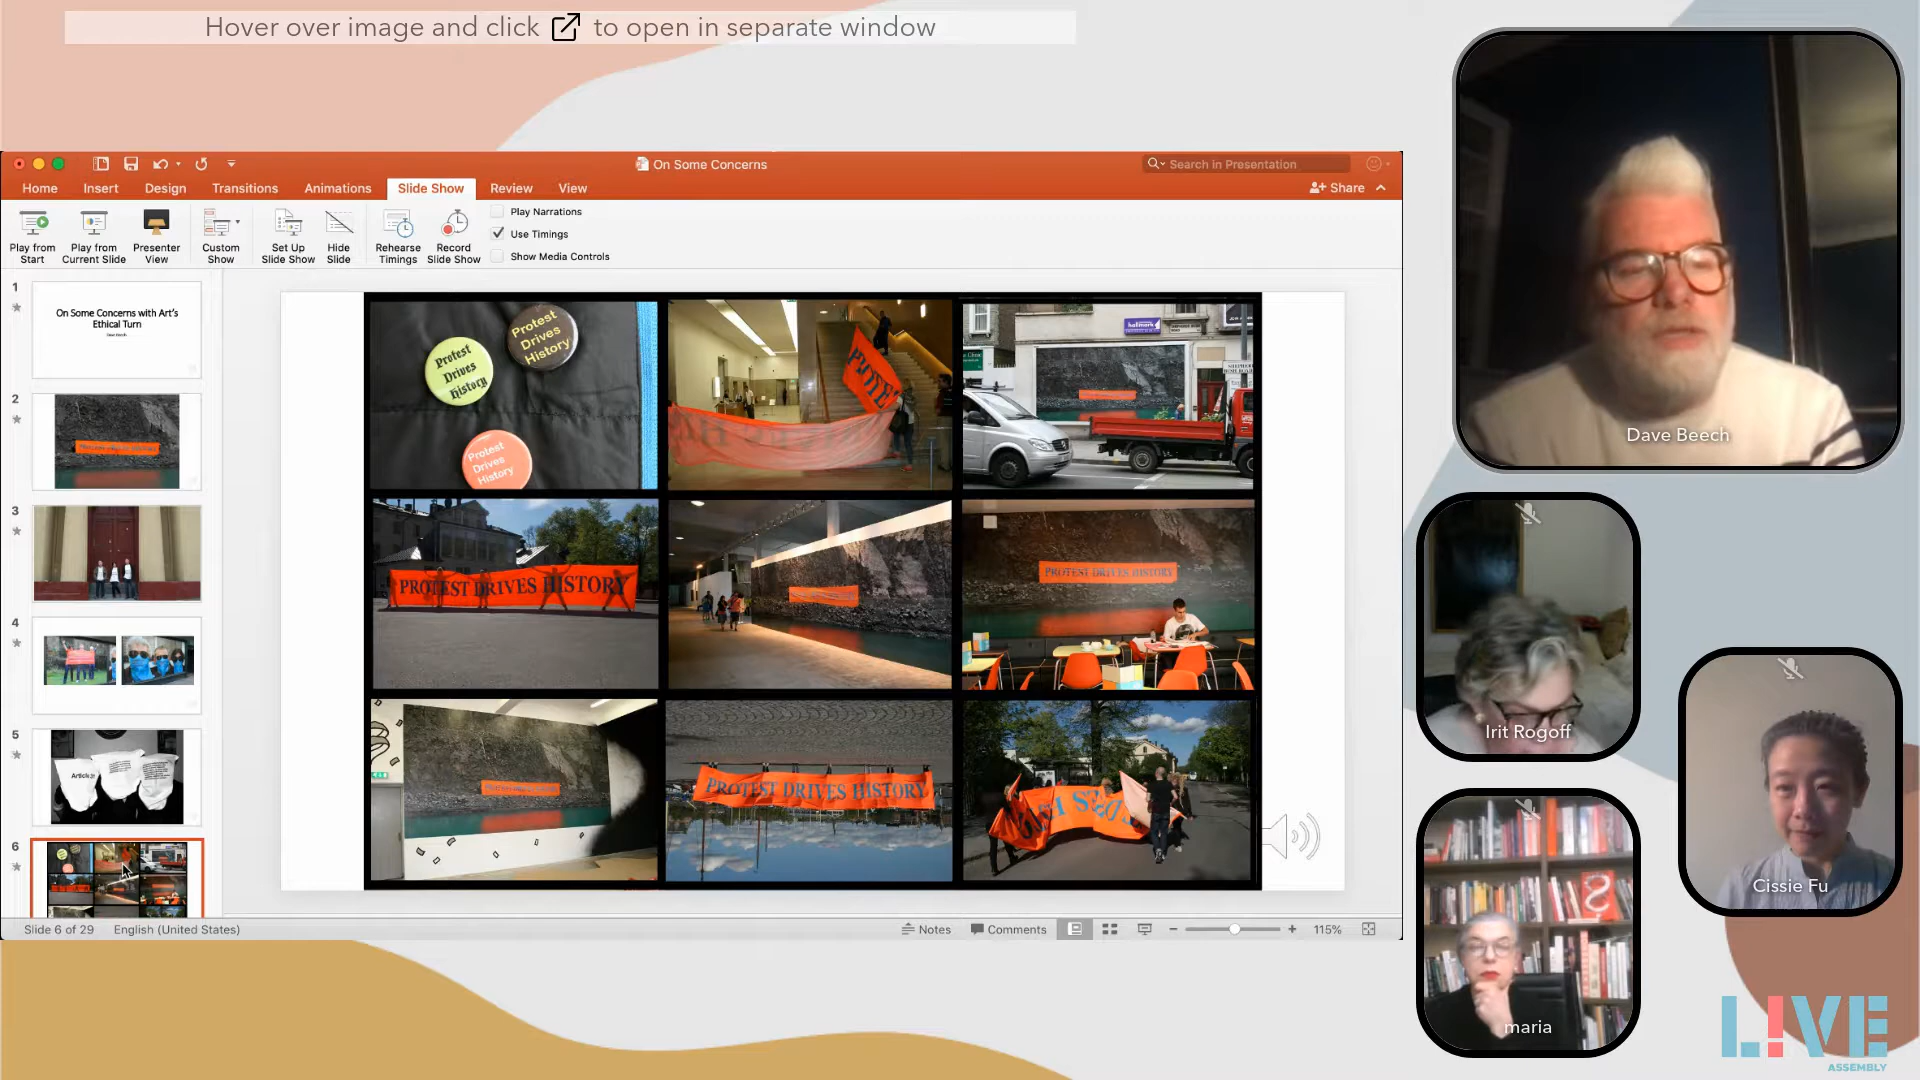 Hover over image and click to open in separate window
On Some Concerns
Search in Presentation
Home Insert Design Transitions Animations Slide Show Review View
Share
Play from Start
Play from Current Slide
Presenter View
Custom Show
Set Up Slide Show
Hide Slide
Rehearse Timings
Record Slide Show
Play Narrations
Use Timings
Show Media Controls
1
On Some Concerns with Art's
Ethical Turn
2
3
4
5
6
Protest
Drives
History
Protest
Drives
History
Protest
Drives
History
PROTEST DRIVES HISTORY
PROTEST DRIVES HISTORY
PROTEST DRIVES HISTORY
Slide 6 of 29
English (United States)
Notes
Comments
115%
Dave Beech
Irit Rogoff
Cissie Fu
maria
L!VE
ASSEMBLY